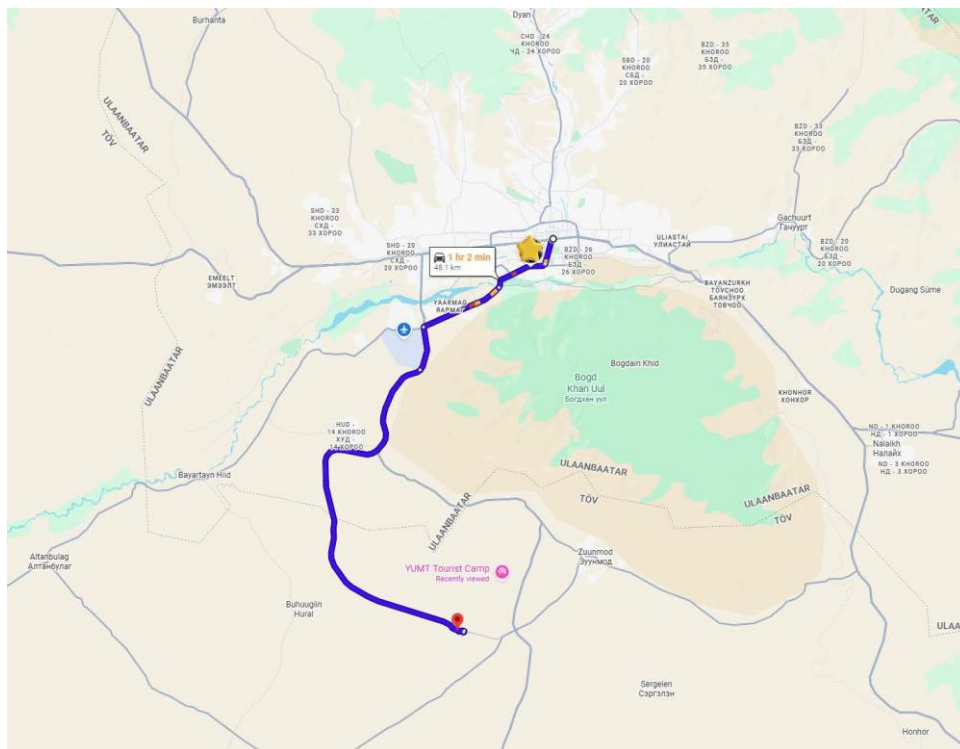 Burhanta
Dyan
CHD - 24
KHOROO
ЧД - 24 ХОРОО
SBD - 20
KHOROO
СБД -
20 ХОРОО
BZD - 35
KHOROO
БЗД -
35 ХОРОО
ULAANBAATAR
TÖV
BZD - 33
KHOROO
БЗД -
33 ХОРОО
SHD - 33
KHOROO
СХД -
33 ХОРОО
Gachuurt
Гачуурт
SHD - 20
KHOROO
СХД -
20 ХОРОО
1 hr 2 min
48.1 km
BZD - 26
KHOROO
БЗД -
26 ХОРОО
ULIASTAI
УЛИАСТАЙ
BZD - 20
KHOROO
БЗД -
20 ХОРОО
EMEELT
ЭМЭЭЛТ
BAYANZURKH
TOVCHOO
БАЯНЗҮРХ
ТОВЧОО
Dugang Süme
YAARMAG
ЯАРМАГ
ULAANBAATAR
Bogdain Khid
Bogd
Khan Uul
Богдхан уул
KHONHOR
ХОНХОР
HUD -
14 KHOROO
ХУД -
14 ХОРОО
ND - 1 KHOROO
НД - 1 ХОРОО
Nalaikh
Налайх
ND - 3 KHOROO
НД - 3 ХОРОО
Bayartayn Hiid
ULAANBAATAR
TÖV
ULAANBAATAR
TÖV
ULAANBAATAR
Altanbulag
Алтанбулаг
Zuunmod
Зуунмод
YUMT Tourist Camp
Recently viewed
Buhuugiin
Hural
ULAA
Sergelen
Сэргэлэн
Honhor